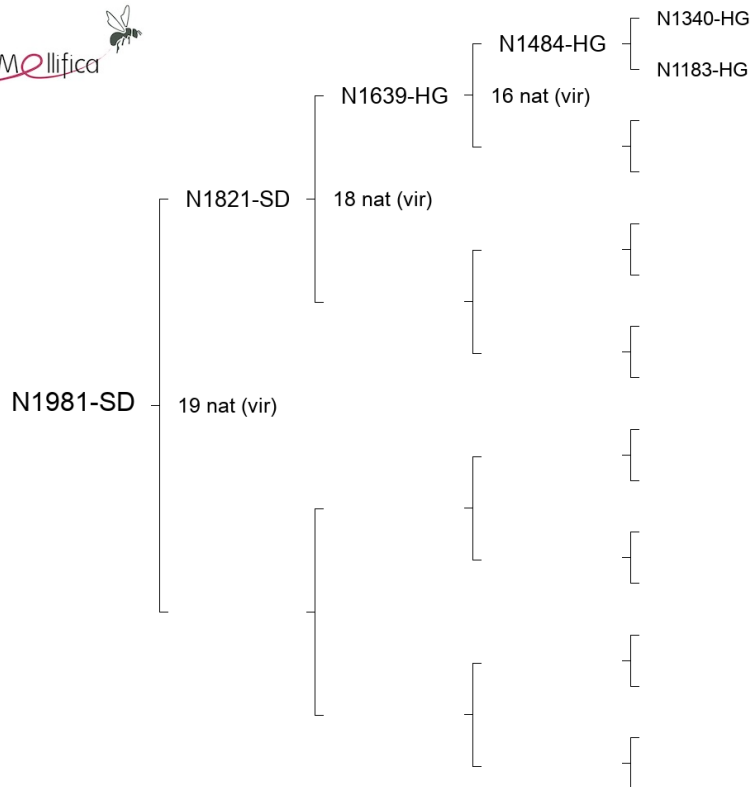 Mellifica
N1340-HG
N1484-HG
N1183-HG
N1639-HG
16 nat (vir)
N1821-SD
18 nat (vir)
N1981-SD
19 nat (vir)